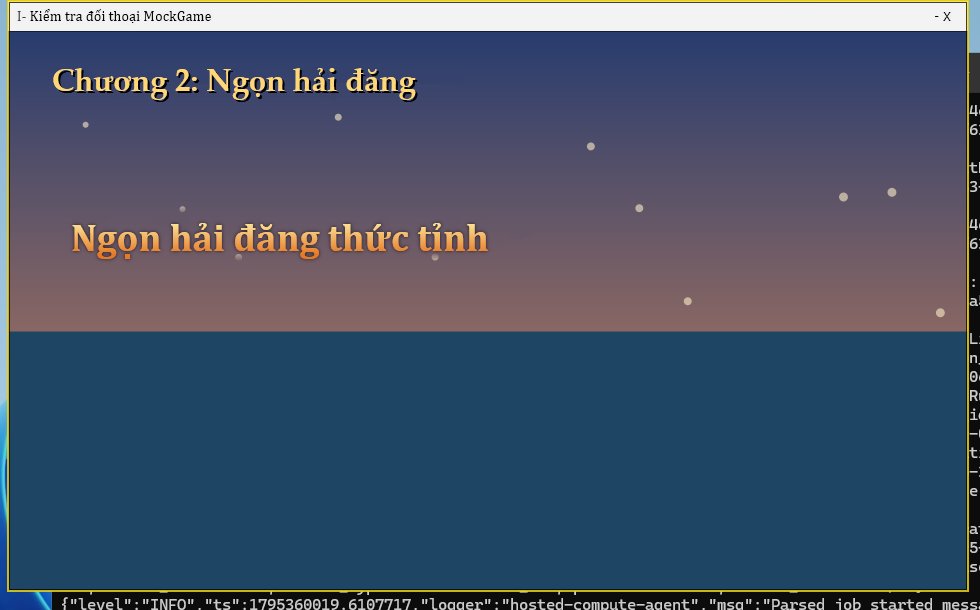 I- Kiểm tra đối thoại MockGame
- X
Chương 2: Ngọn hải đăng
Ngọn hải đăng thức tỉnh
{"level":"INFO","ts":1795360019.6107717,"logger":"hosted-compute-agent","msg":"Parsed job started mes